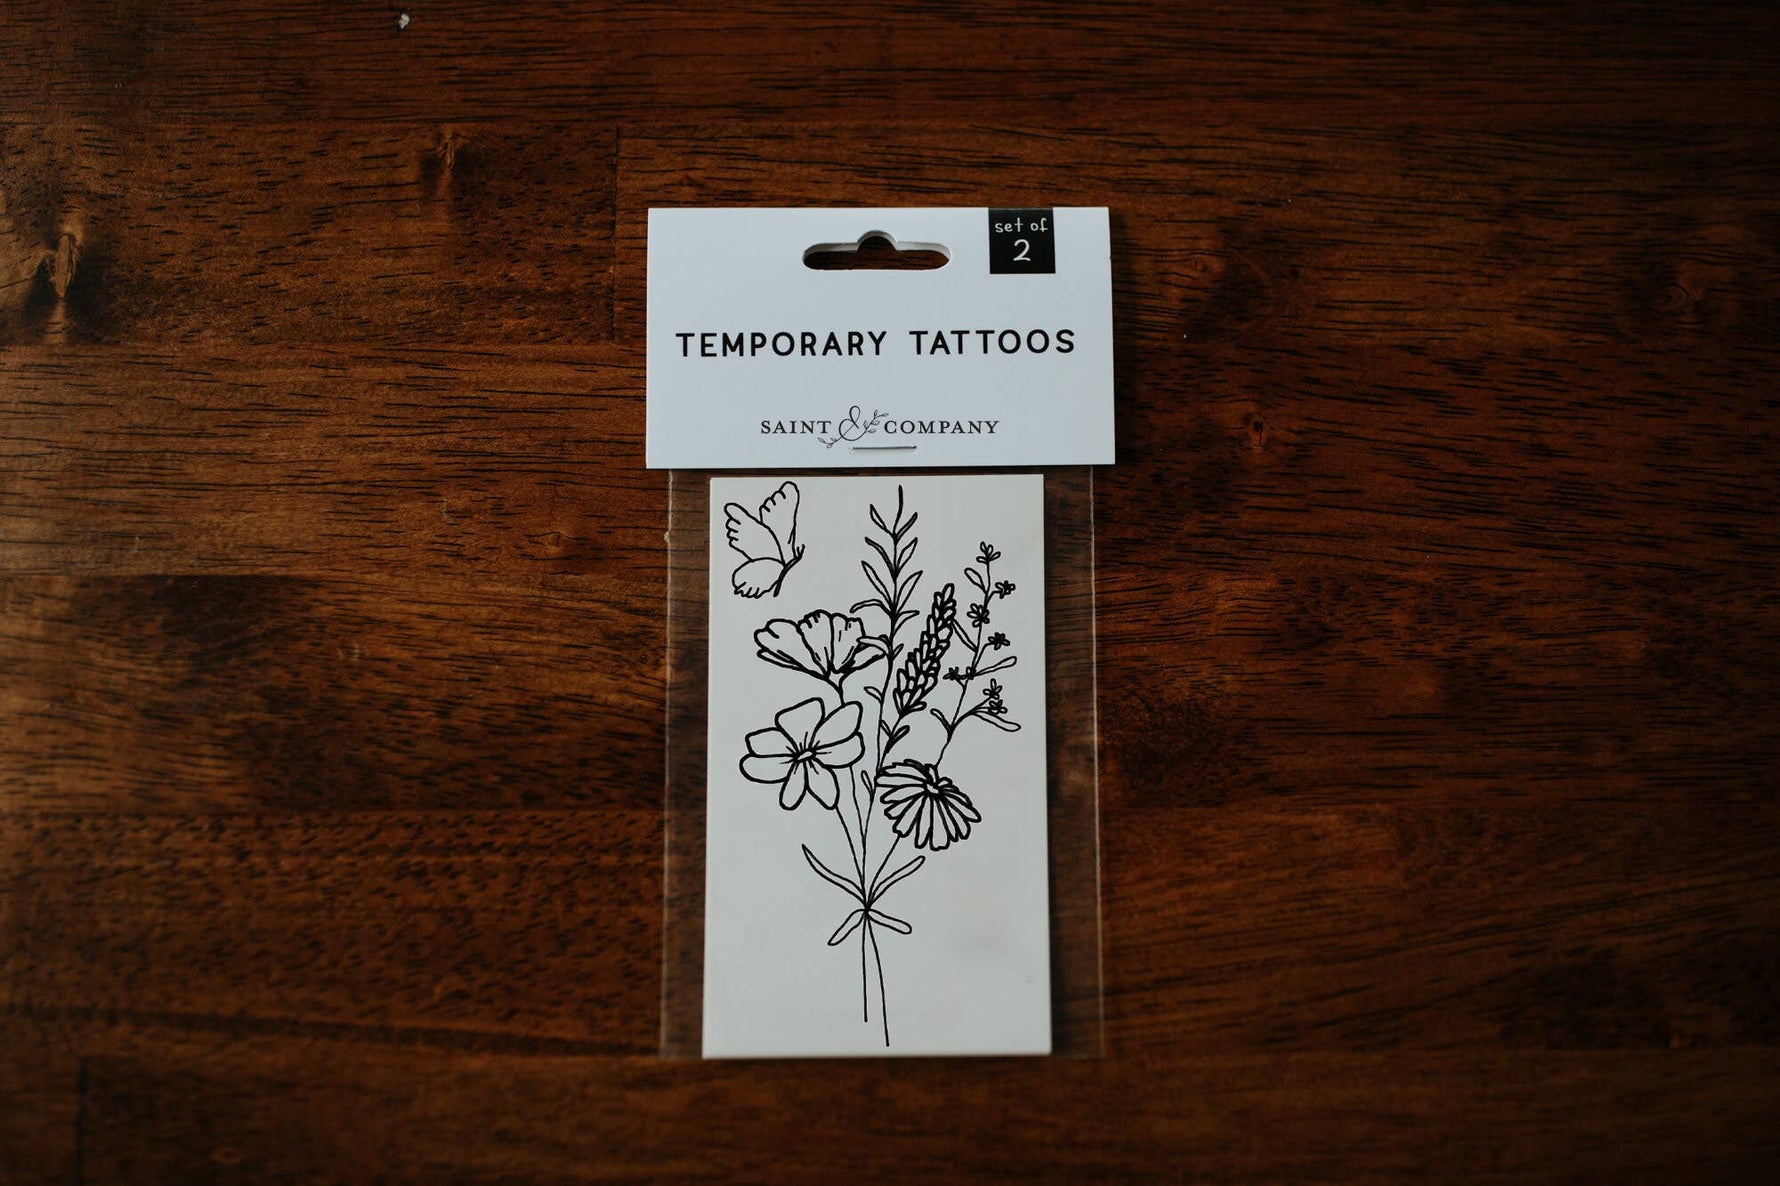 set of
2
TEMPORARY TATTOOS
SAINT & COMPANY